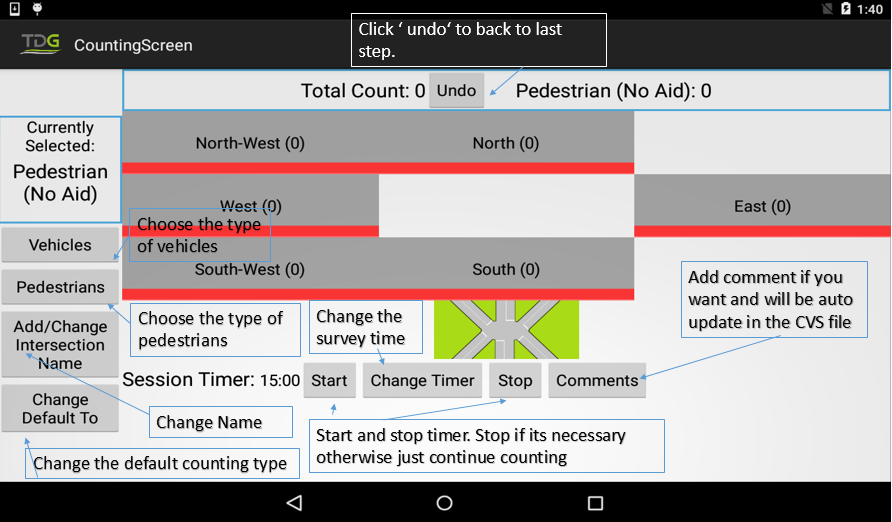 1:40
TDG
CountingScreen
Click ‘ undo‘ to back to last
step.
Total Count: 0
Undo
Pedestrian (No Aid): 0
Currently
Selected:
Pedestrian
(No Aid)
North-West (0)
North (0)
West (0)
East (0)
Choose the type
of vehicles
Vehicles
South-West (0)
South (0)
Pedestrians
Add comment if you
want and will be auto
update in the CVS file
Choose the type of
pedestrians
Change the
survey time
Add/Change
Intersection
Name
Session Timer: 15:00
Start
Change Timer
Stop
Comments
Change
Default To
Change Name
Start and stop timer. Stop if its necessary
otherwise just continue counting
Change the default counting type